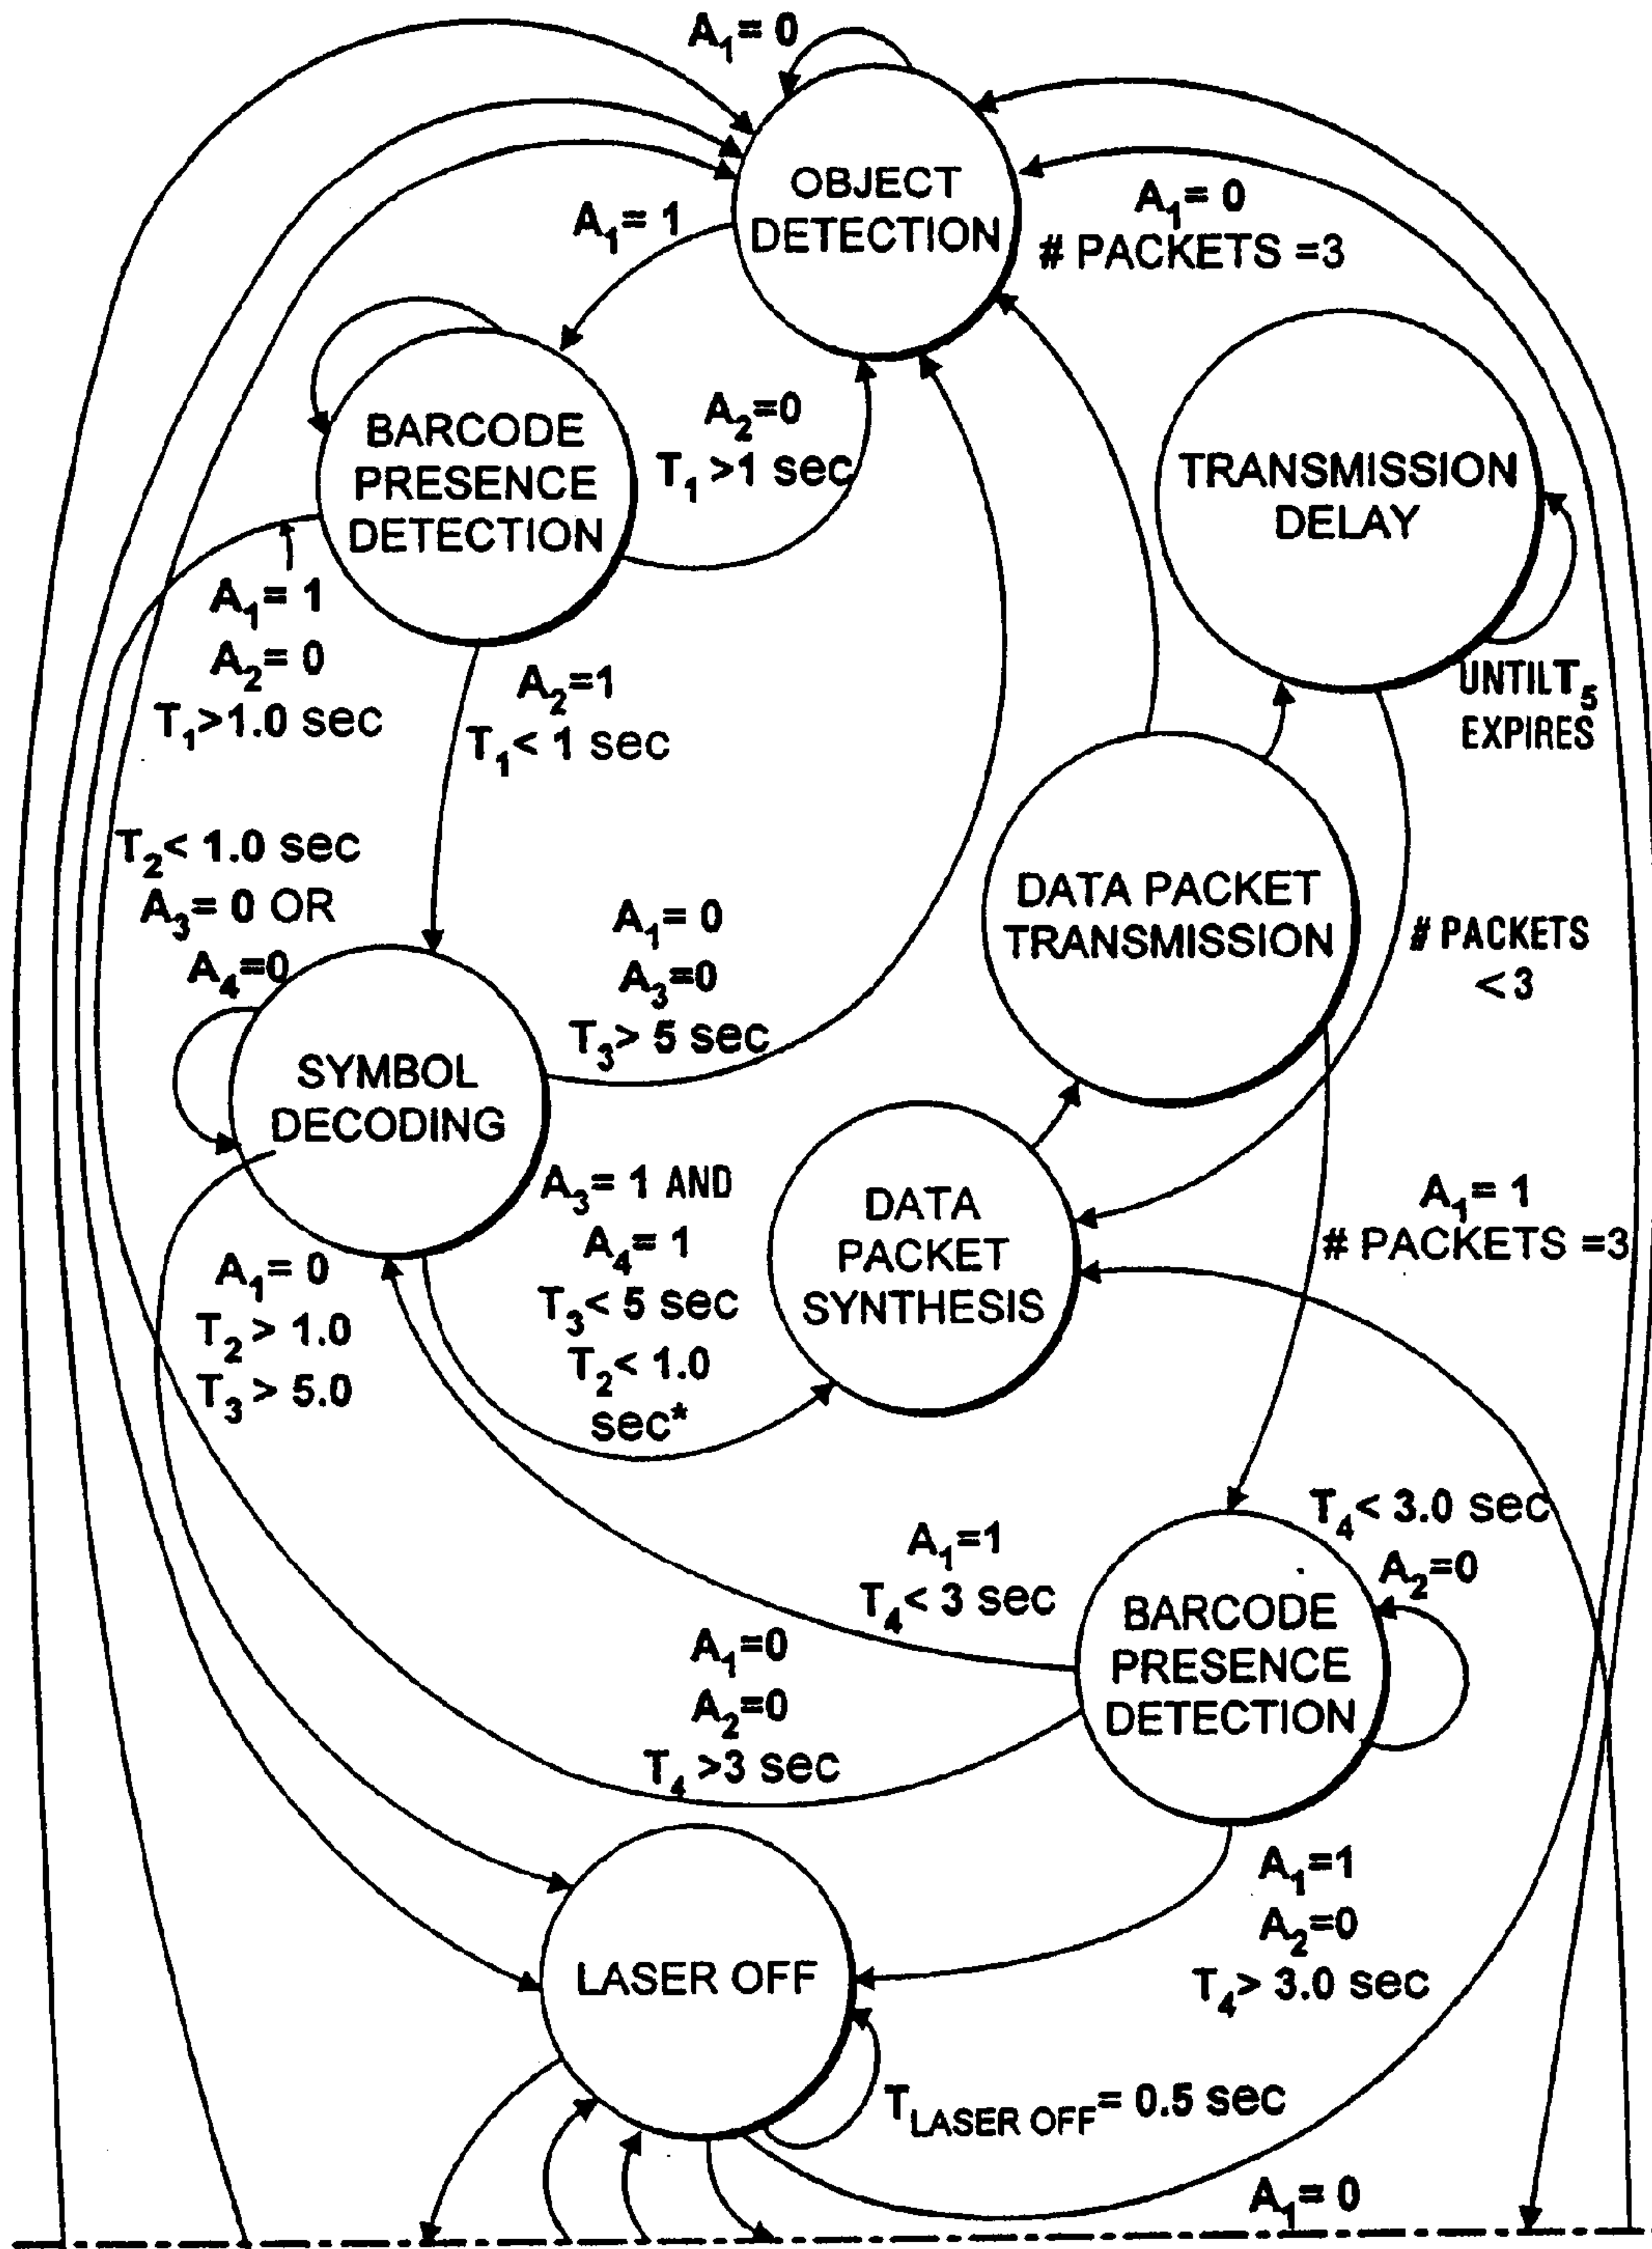 A₁= 0
OBJECT
DETECTION
A₁= 1
A₁= 0
# PACKETS =3
BARCODE
PRESENCE
DETECTION
A₂=0
T₁ >1 sec
TRANSMISSION
DELAY
UNTILT₅
EXPIRES
A₁= 1
A₂= 0
T₁>1.0 sec
A₂=1
T₁< 1 sec
T₂< 1.0 sec
A₃= 0 OR
A₄=0
A₁= 0
A₃=0
T₃> 5 sec
DATA PACKET
TRANSMISSION
# PACKETS
< 3
SYMBOL
DECODING
A₃= 1 AND
A₄= 1
T₃< 5 sec
T₂< 1.0
sec*
DATA
PACKET
SYNTHESIS
A₁= 1
# PACKETS =3
A₁= 0
T₂ > 1.0
T₃ > 5.0
A₁=1
T₄< 3 sec
T₄< 3.0 sec
A₂=0
BARCODE
PRESENCE
DETECTION
A₁=0
A₂=0
T₄ >3 sec
A₁=1
A₂=0
T₄> 3.0 sec
LASER OFF
T LASER OFF= 0.5 sec
A₁= 0